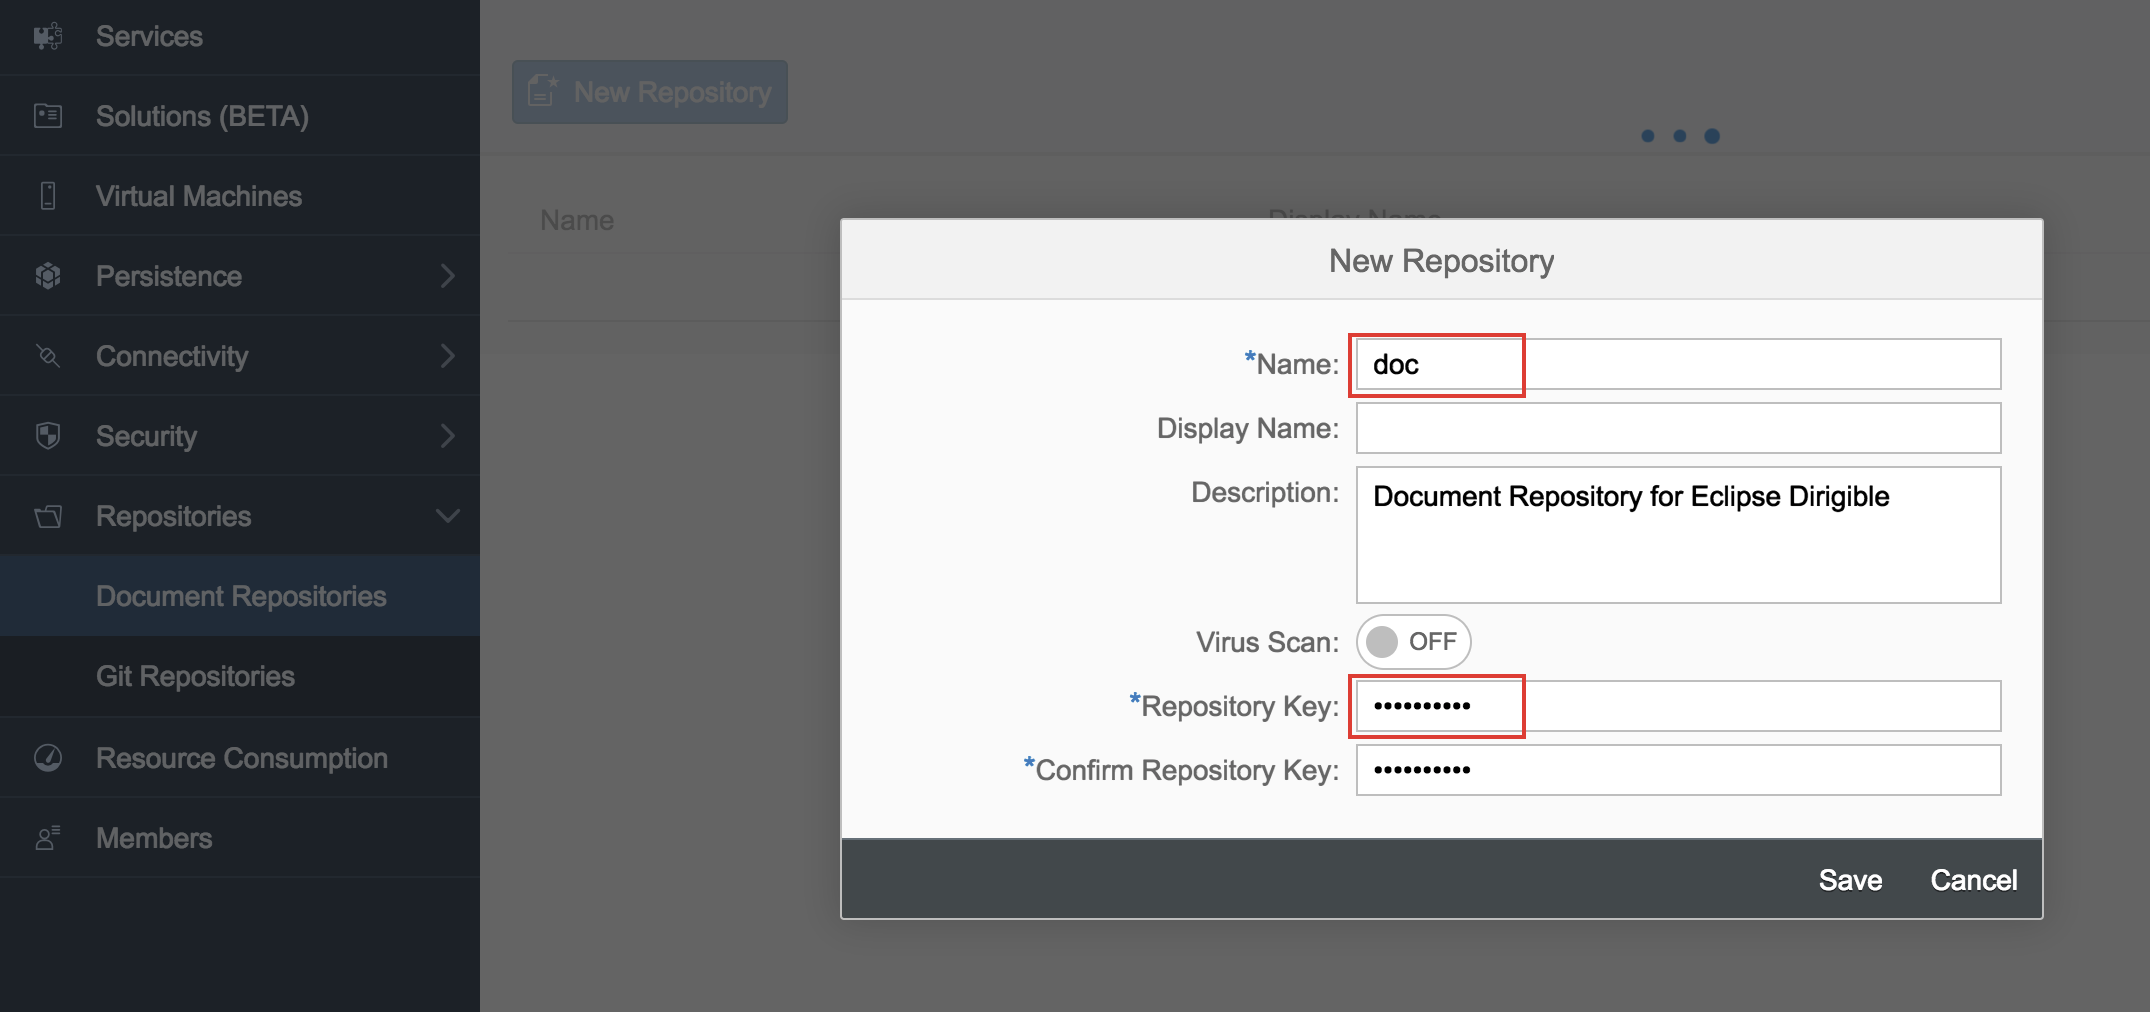 Services
Solutions (BETA)
Virtual Machines
Persistence
Connectivity
Security
Repositories
Document Repositories
Git Repositories
Resource Consumption
Members
New Repository
Name
Display Name
New Repository
*Name: doc
Display Name:
Description: Document Repository for Eclipse Dirigible
Virus Scan: OFF
*Repository Key: ••••••••••
*Confirm Repository Key: ••••••••••
Save Cancel